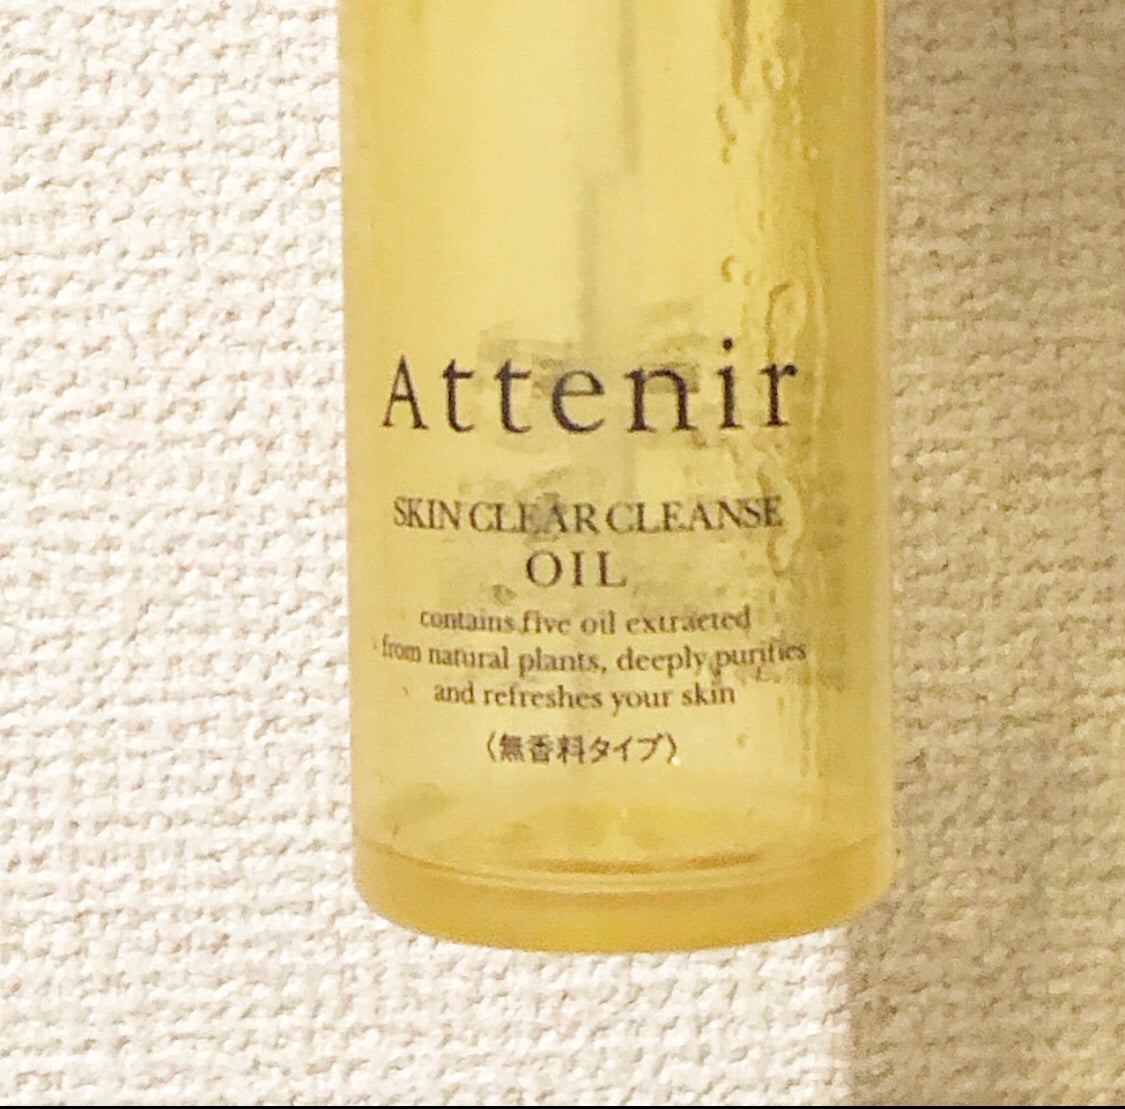 Attenir
SKIN CLEAR CLEANSE
OIL
contains five oil extracted
from natural plants, deeply purifies
and refreshes your skin
〈無香料タイプ〉